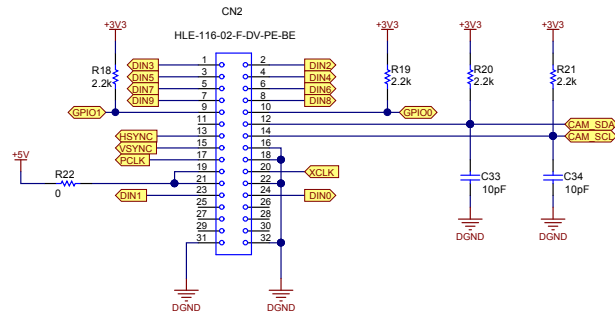 CN2
HLE-116-02-F-DV-PE-BE
+3V3 +3V3 +3V3 +3V3
R18 2.2k
R19 2.2k
R20 2.2k
R21 2.2k
DIN3 1 2 DIN2
DIN5 3 4 DIN4
DIN7 5 6 DIN6
DIN9 7 8 DIN8
GPIO1 9 10 GPIO0
11 12 CAM_SDA
HSYNC 13 14 CAM_SCL
VSYNC 15 16
PCLK 17 18
+5V
19 20 XCLK
R22
0
21 22
DIN1 23 24 DIN0
25 26
27 28
29 30
31 32
C33 10pF
C34 10pF
DGND DGND
DGND DGND